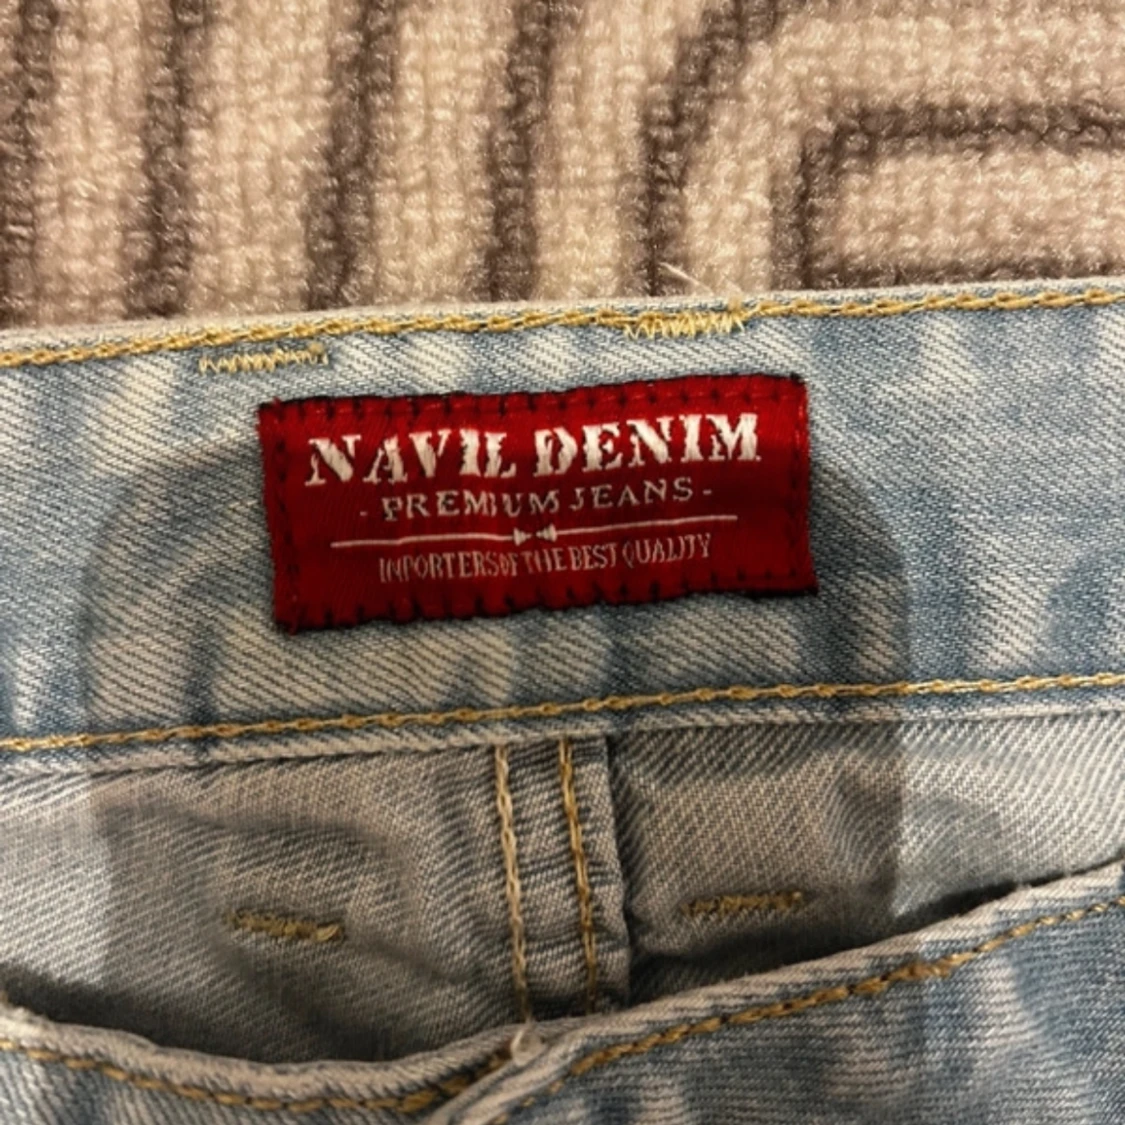 NAVIL DENIM
- PREMIUM JEANS -
INPORTERS OF THE BEST QUALITY